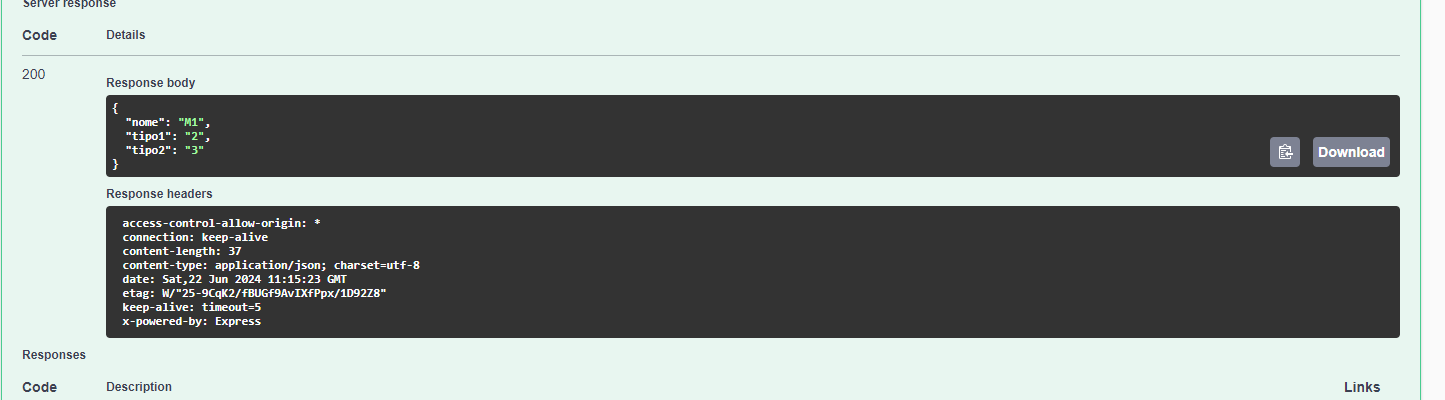 Server response
Code Details
200
Response body
{
"nome": "M1",
"tipo1": "2",
"tipo2": "3"
}
Download
Response headers
access-control-allow-origin: *
connection: keep-alive
content-length: 37
content-type: application/json; charset=utf-8
date: Sat,22 Jun 2024 11:15:23 GMT
etag: W/"25-9CqK2/fBUGf9AvIXfPpx/1D92Z8"
keep-alive: timeout=5
x-powered-by: Express
Responses
Code Description Links